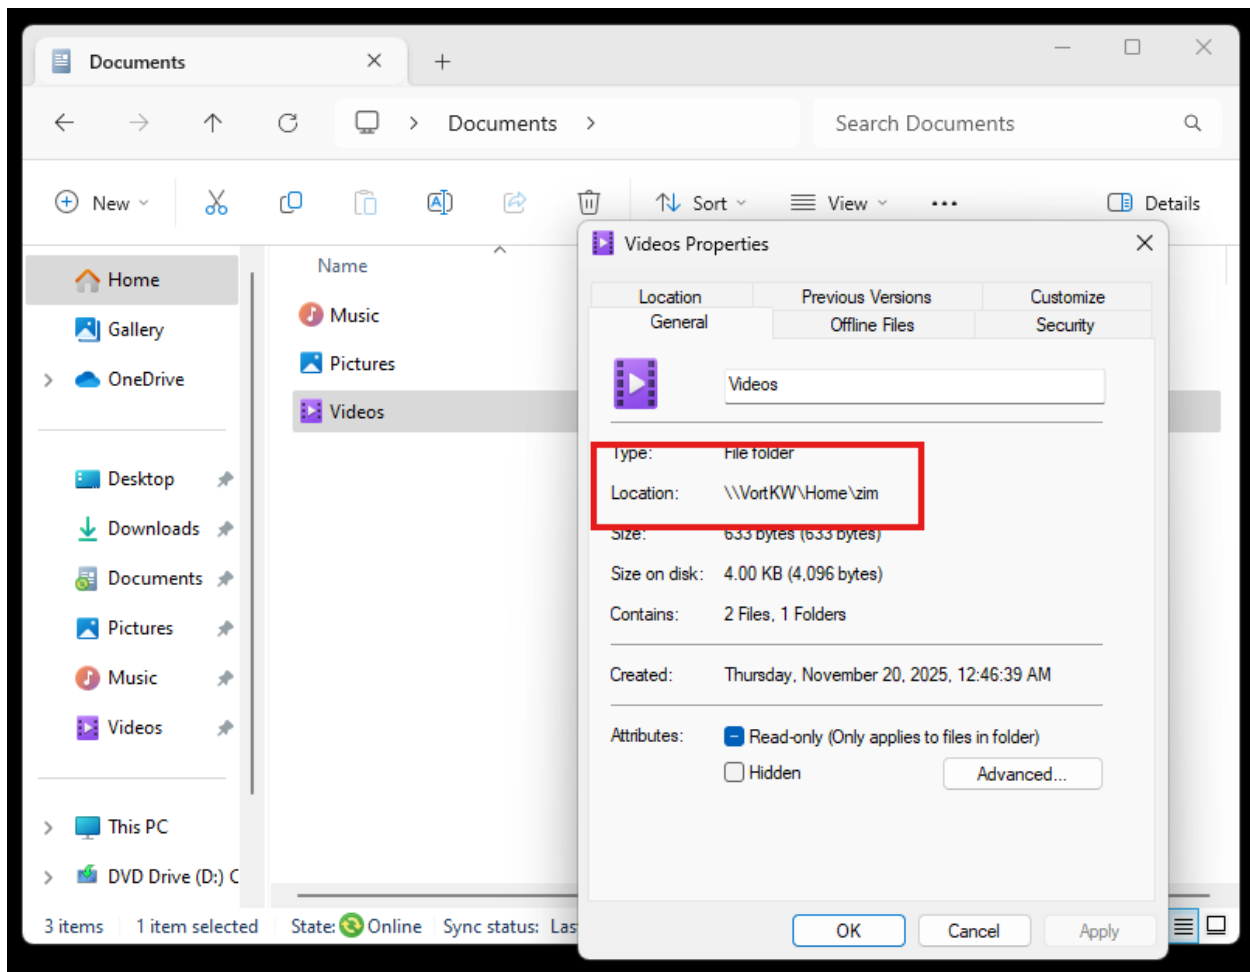 Documents
Documents
Search Documents
New
Sort
View
Details
Home
Gallery
OneDrive
Desktop
Downloads
Documents
Pictures
Music
Videos
This PC
DVD Drive (D:) C
Name
Music
Pictures
Videos
3 items 1 item selected State: Online Sync status: Las
Videos Properties
Location Previous Versions Customize
General Offline Files Security
Videos
Type: File folder
Location: \\VortKW\Home\zim
Size: 633 bytes (633 bytes)
Size on disk: 4.00 KB (4,096 bytes)
Contains: 2 Files, 1 Folders
Created: Thursday, November 20, 2025, 12:46:39 AM
Attributes: Read-only (Only applies to files in folder)
Hidden Advanced...
OK Cancel Apply